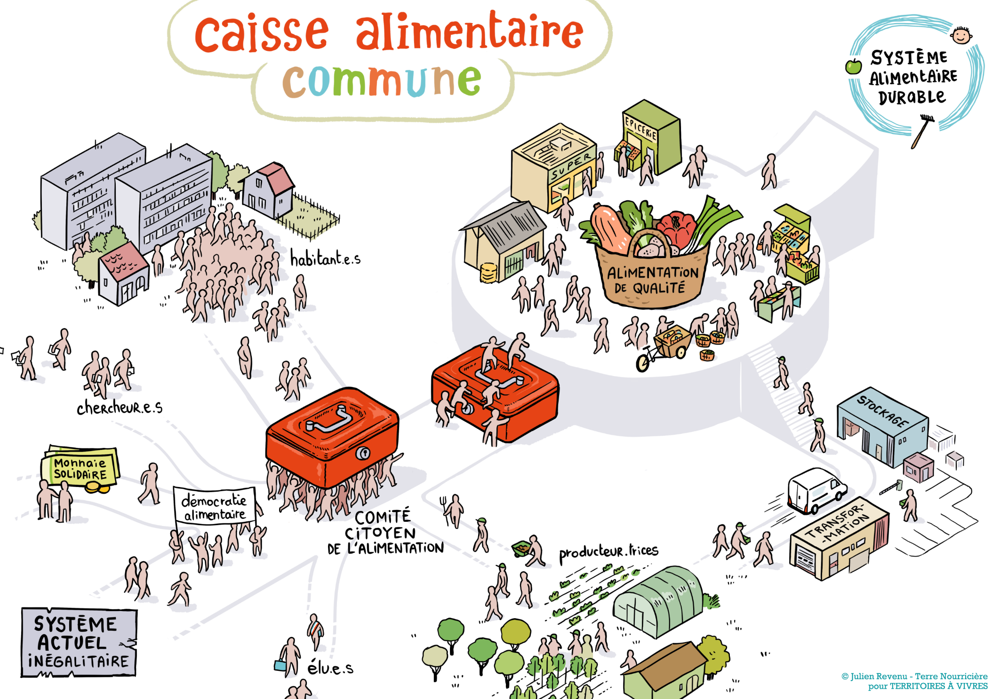 caisse alimentaire
commune
SYSTÈME
ALiMENTAiRE
DURABLE
EPICERiE
SUPER
ALiMENTATiON
DE QUALiTÉ
habitant.e.s
chercheur.e.s
Monnaie
SOLiDAiRE
démocratie
alimentaire
COMiTÉ
CiTOYEN
DE L'ALiMENTATiON
producteur.trices
STOCKAGE
TRANSFOR-
-MATiON
SYSTÈME
ACTUEL
iNÉGALiTAiRE
élu.e.s
© Julien Revenu - Terre Nourricière
pour TERRITOIRES À VIVRES